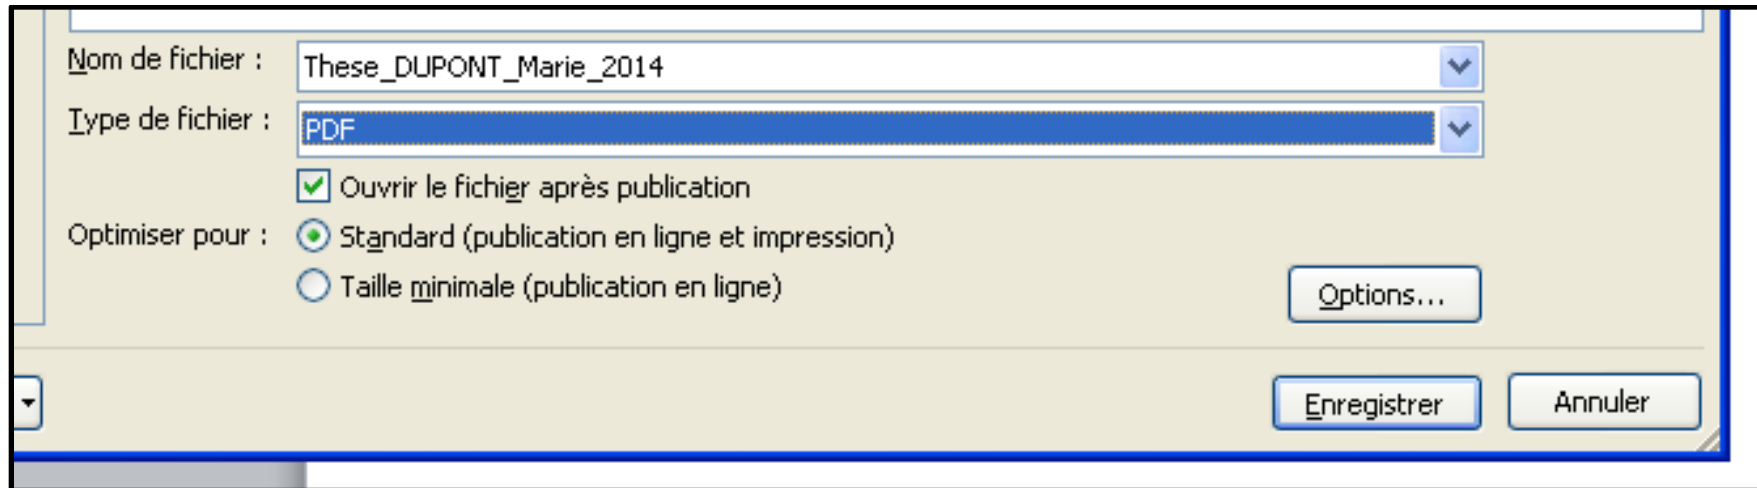 Nom de fichier : These_DUPONT_Marie_2014
Type de fichier : PDF
Ouvrir le fichier après publication
Optimiser pour : Standard (publication en ligne et impression)
Taille minimale (publication en ligne)
Options...
Enregistrer Annuler